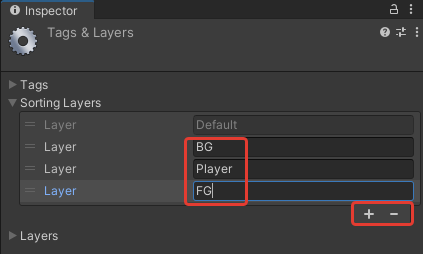 Inspector
Tags & Layers
Tags
Sorting Layers
Layer Default
Layer BG
Layer Player
Layer FG
+ −
Layers